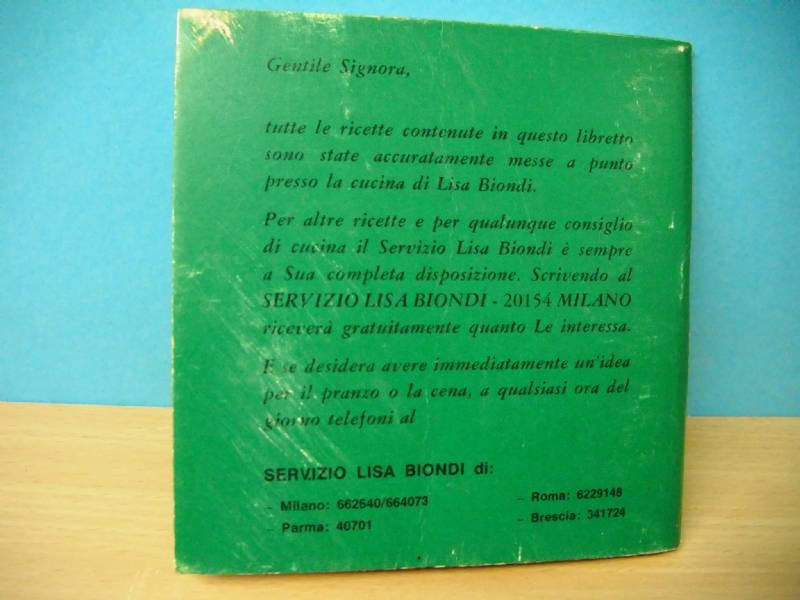 Gentile Signora,
tutte le ricette contenute in questo libretto
sono state accuratamente messe a punto
presso la cucina di Lisa Biondi.
Per altre ricette e per qualunque consiglio
di cucina il Servizio Lisa Biondi è sempre
a Sua completa disposizione. Scrivendo al
SERVIZIO LISA BIONDI - 20154 MILANO
riceverà gratuitamente quanto Le interessa.
E se desidera avere immediatamente un'idea
per il pranzo o la cena, a qualsiasi ora del
giorno telefoni al
SERVIZIO LISA BIONDI di:
– Milano: 662640/664073
– Parma: 40701
– Roma: 6229148
– Brescia: 341724